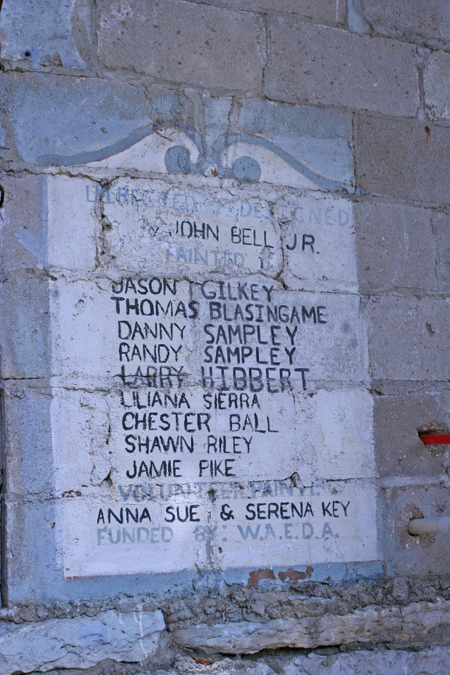 DIRECTED & DESIGNED
by JOHN BELL JR.
PAINTED
JASON GILKEY
THOMAS BLASINGAME
DANNY SAMPLEY
RANDY SAMPLEY
LARRY HIBBERT
LILIANA SIERRA
CHESTER BALL
SHAWN RILEY
JAMIE PIKE
VOLUNTEER
ANNA SUE & SERENA KEY
FUNDED BY: W.A.E.D.A.